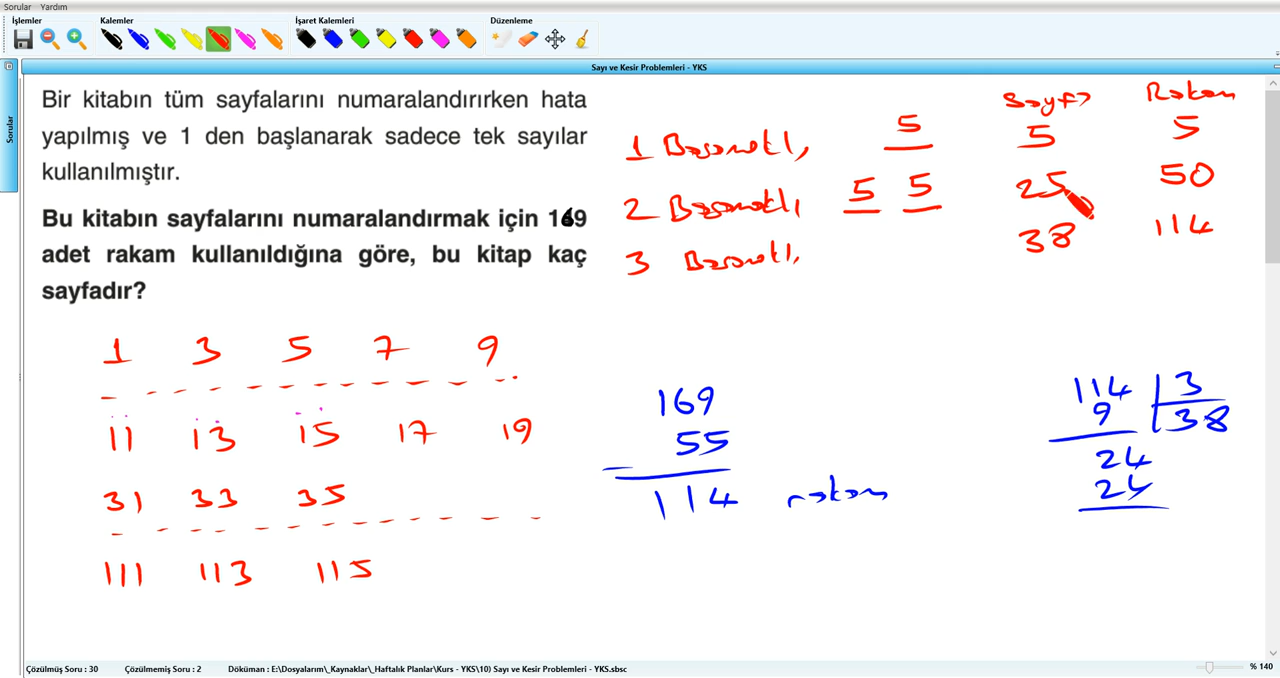 Sorular Yardım
İşlemler Kalemler İşaret Kalemleri Düzenleme
Sayı ve Kesir Problemleri - YKS
Sorular
Bir kitabın tüm sayfalarını numaralandırırken hata
yapılmış ve 1 den başlanarak sadece tek sayılar
kullanılmıştır.
Bu kitabın sayfalarını numaralandırmak için 169
adet rakam kullanıldığına göre, bu kitap kaç
sayfadır?
Sayfa Rakam
1 Basamaklı, 5 5 5
2 Basamaklı, 5 5 25 50
3 Basamaklı, 38 114
1 3 5 7 9
11 13 15 17 19
31 33 35
111 113 115
169
55
114 rakam
114 3
9 38
24
24
Çözülmüş Soru : 30 Çözülmemiş Soru : 2 Döküman : E:\Dosyalarım\_Kaynaklar\_Haftalık Planlar\Kurs - YKS\10) Sayı ve Kesir Problemleri - YKS.sbsc % 140